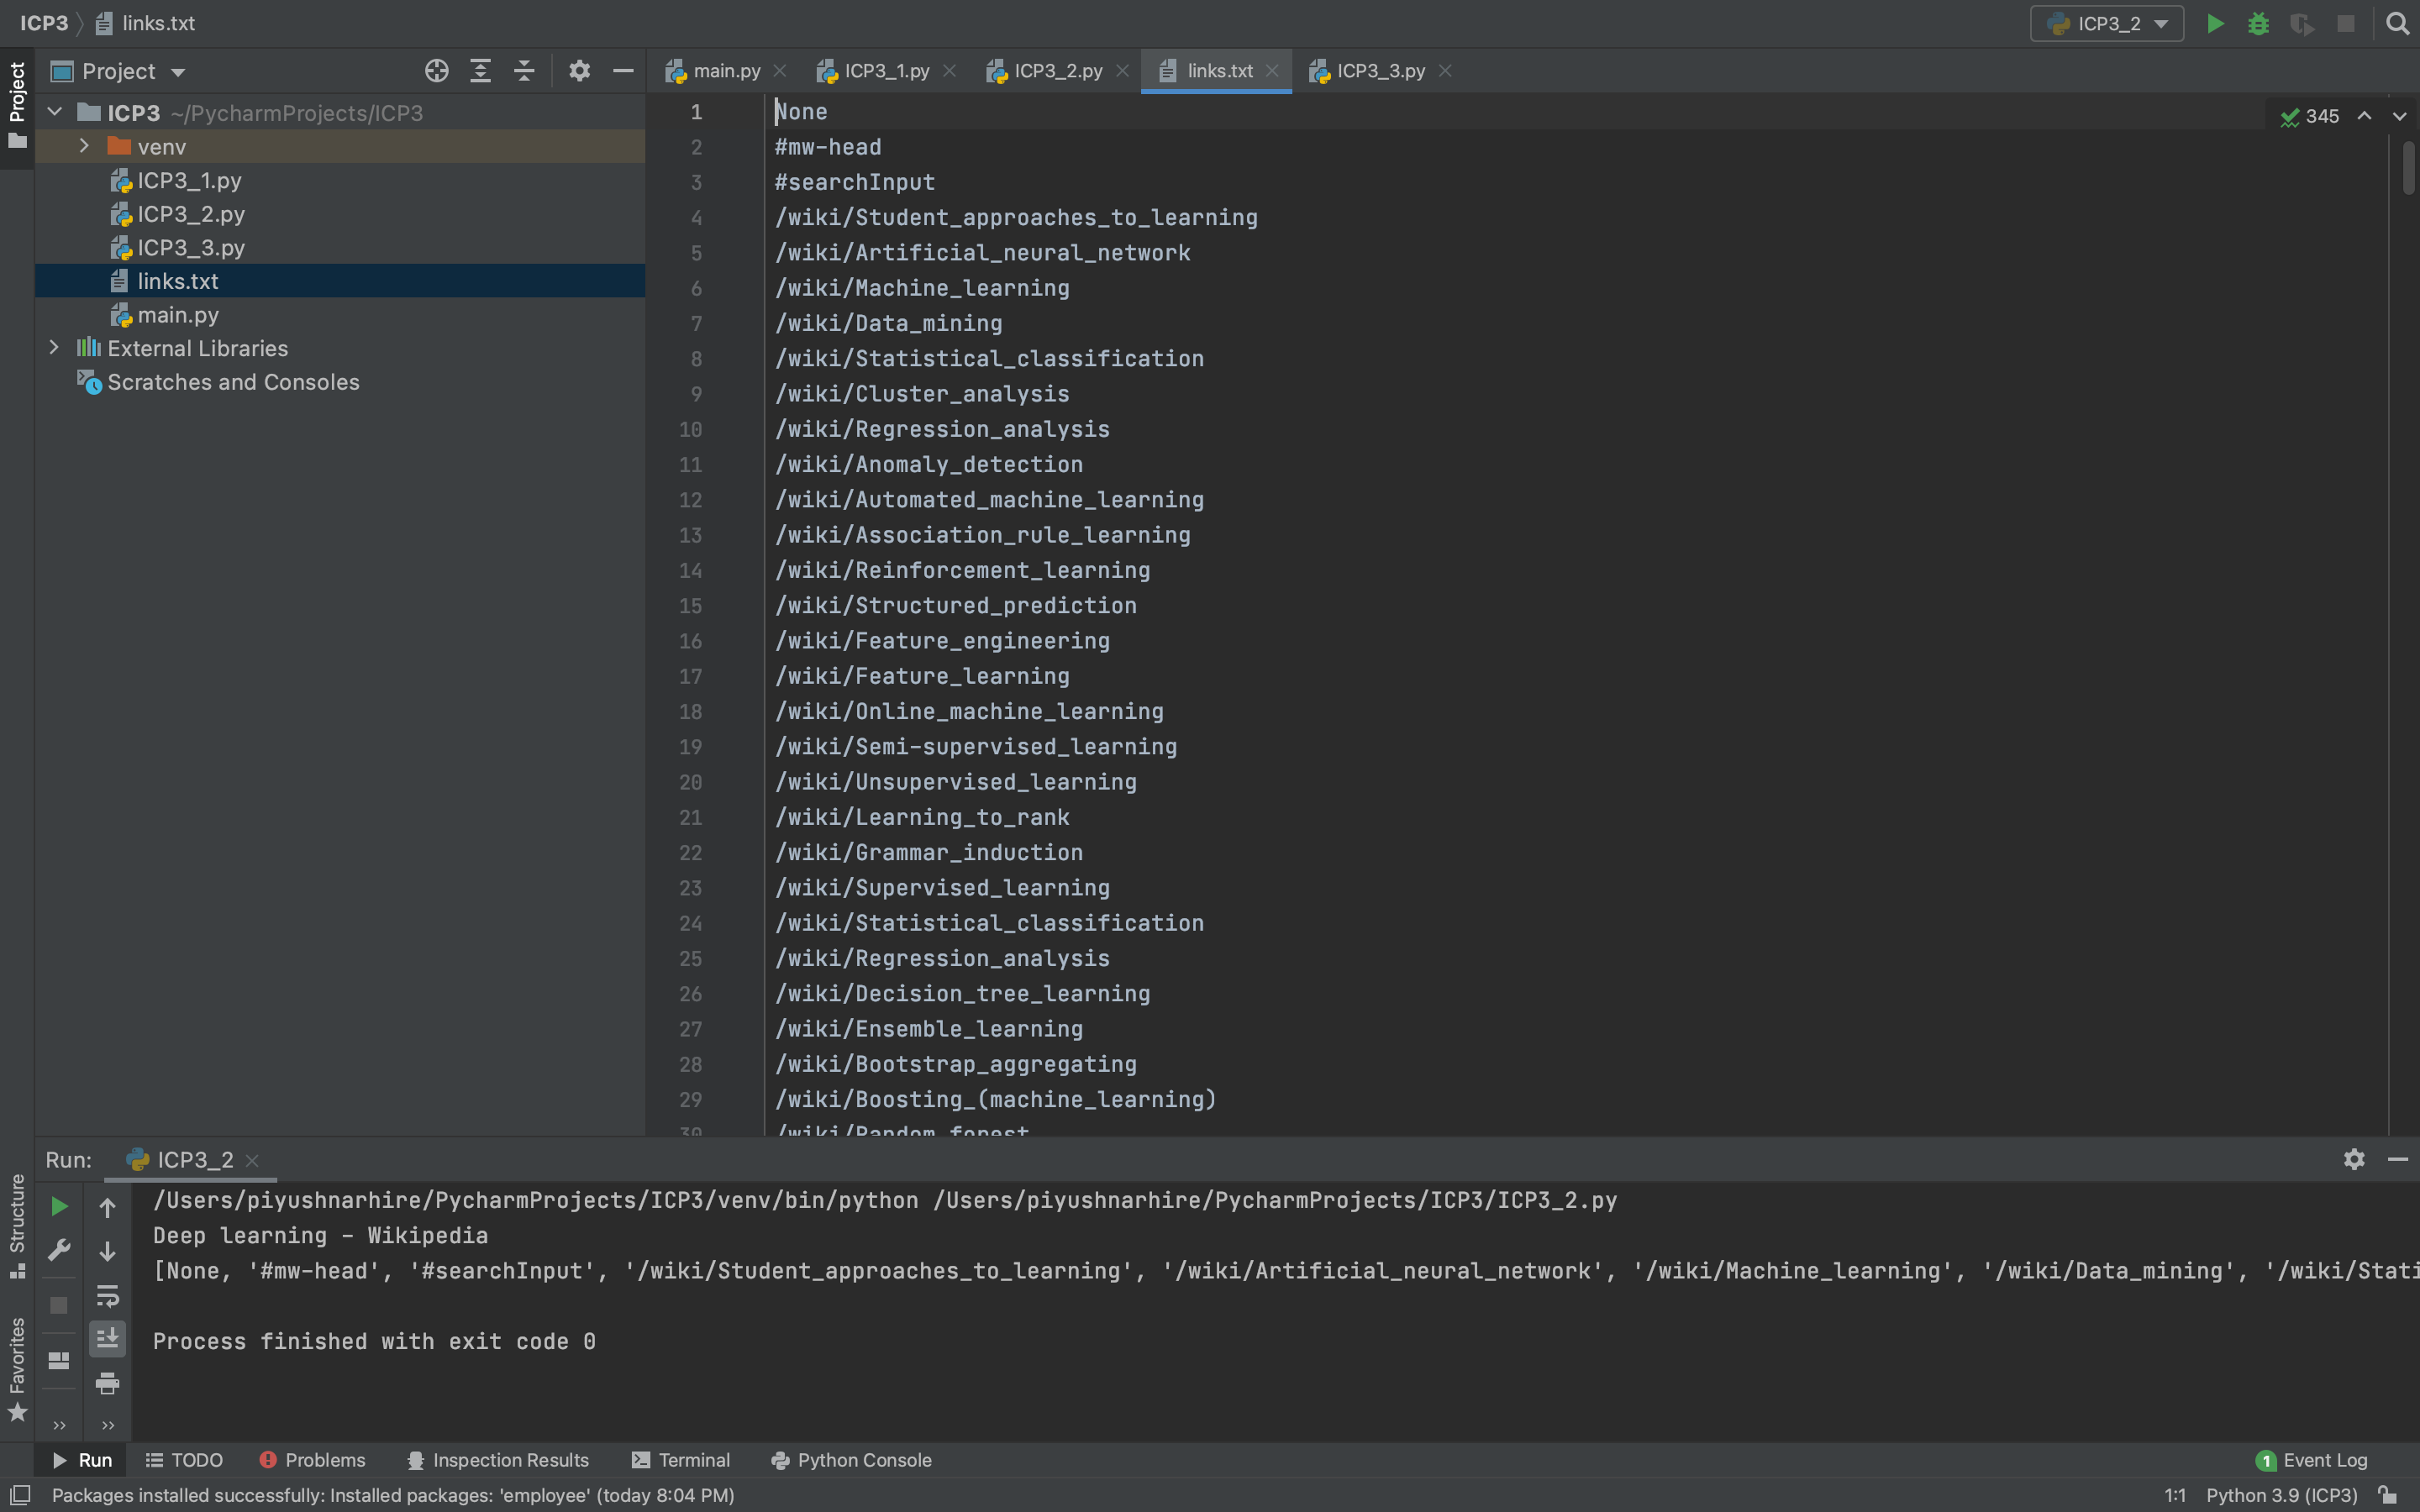 ICP3 links.txt
ICP3_2
Project
Project
main.py ICP3_1.py ICP3_2.py links.txt ICP3_3.py
ICP3 ~/PycharmProjects/ICP3
venv
ICP3_1.py
ICP3_2.py
ICP3_3.py
links.txt
main.py
External Libraries
Scratches and Consoles
345
1 None
2 #mw-head
3 #searchInput
4 /wiki/Student_approaches_to_learning
5 /wiki/Artificial_neural_network
6 /wiki/Machine_learning
7 /wiki/Data_mining
8 /wiki/Statistical_classification
9 /wiki/Cluster_analysis
10 /wiki/Regression_analysis
11 /wiki/Anomaly_detection
12 /wiki/Automated_machine_learning
13 /wiki/Association_rule_learning
14 /wiki/Reinforcement_learning
15 /wiki/Structured_prediction
16 /wiki/Feature_engineering
17 /wiki/Feature_learning
18 /wiki/Online_machine_learning
19 /wiki/Semi-supervised_learning
20 /wiki/Unsupervised_learning
21 /wiki/Learning_to_rank
22 /wiki/Grammar_induction
23 /wiki/Supervised_learning
24 /wiki/Statistical_classification
25 /wiki/Regression_analysis
26 /wiki/Decision_tree_learning
27 /wiki/Ensemble_learning
28 /wiki/Bootstrap_aggregating
29 /wiki/Boosting_(machine_learning)
30 /wiki/Random_forest
Structure
Favorites
Run: ICP3_2
/Users/piyushnarhire/PycharmProjects/ICP3/venv/bin/python /Users/piyushnarhire/PycharmProjects/ICP3/ICP3_2.py
Deep learning - Wikipedia
[None, '#mw-head', '#searchInput', '/wiki/Student_approaches_to_learning', '/wiki/Artificial_neural_network', '/wiki/Machine_learning', '/wiki/Data_mining', '/wiki/Stati
Process finished with exit code 0
Run TODO Problems Inspection Results Terminal Python Console 1 Event Log
Packages installed successfully: Installed packages: 'employee' (today 8:04 PM) 1:1 Python 3.9 (ICP3)